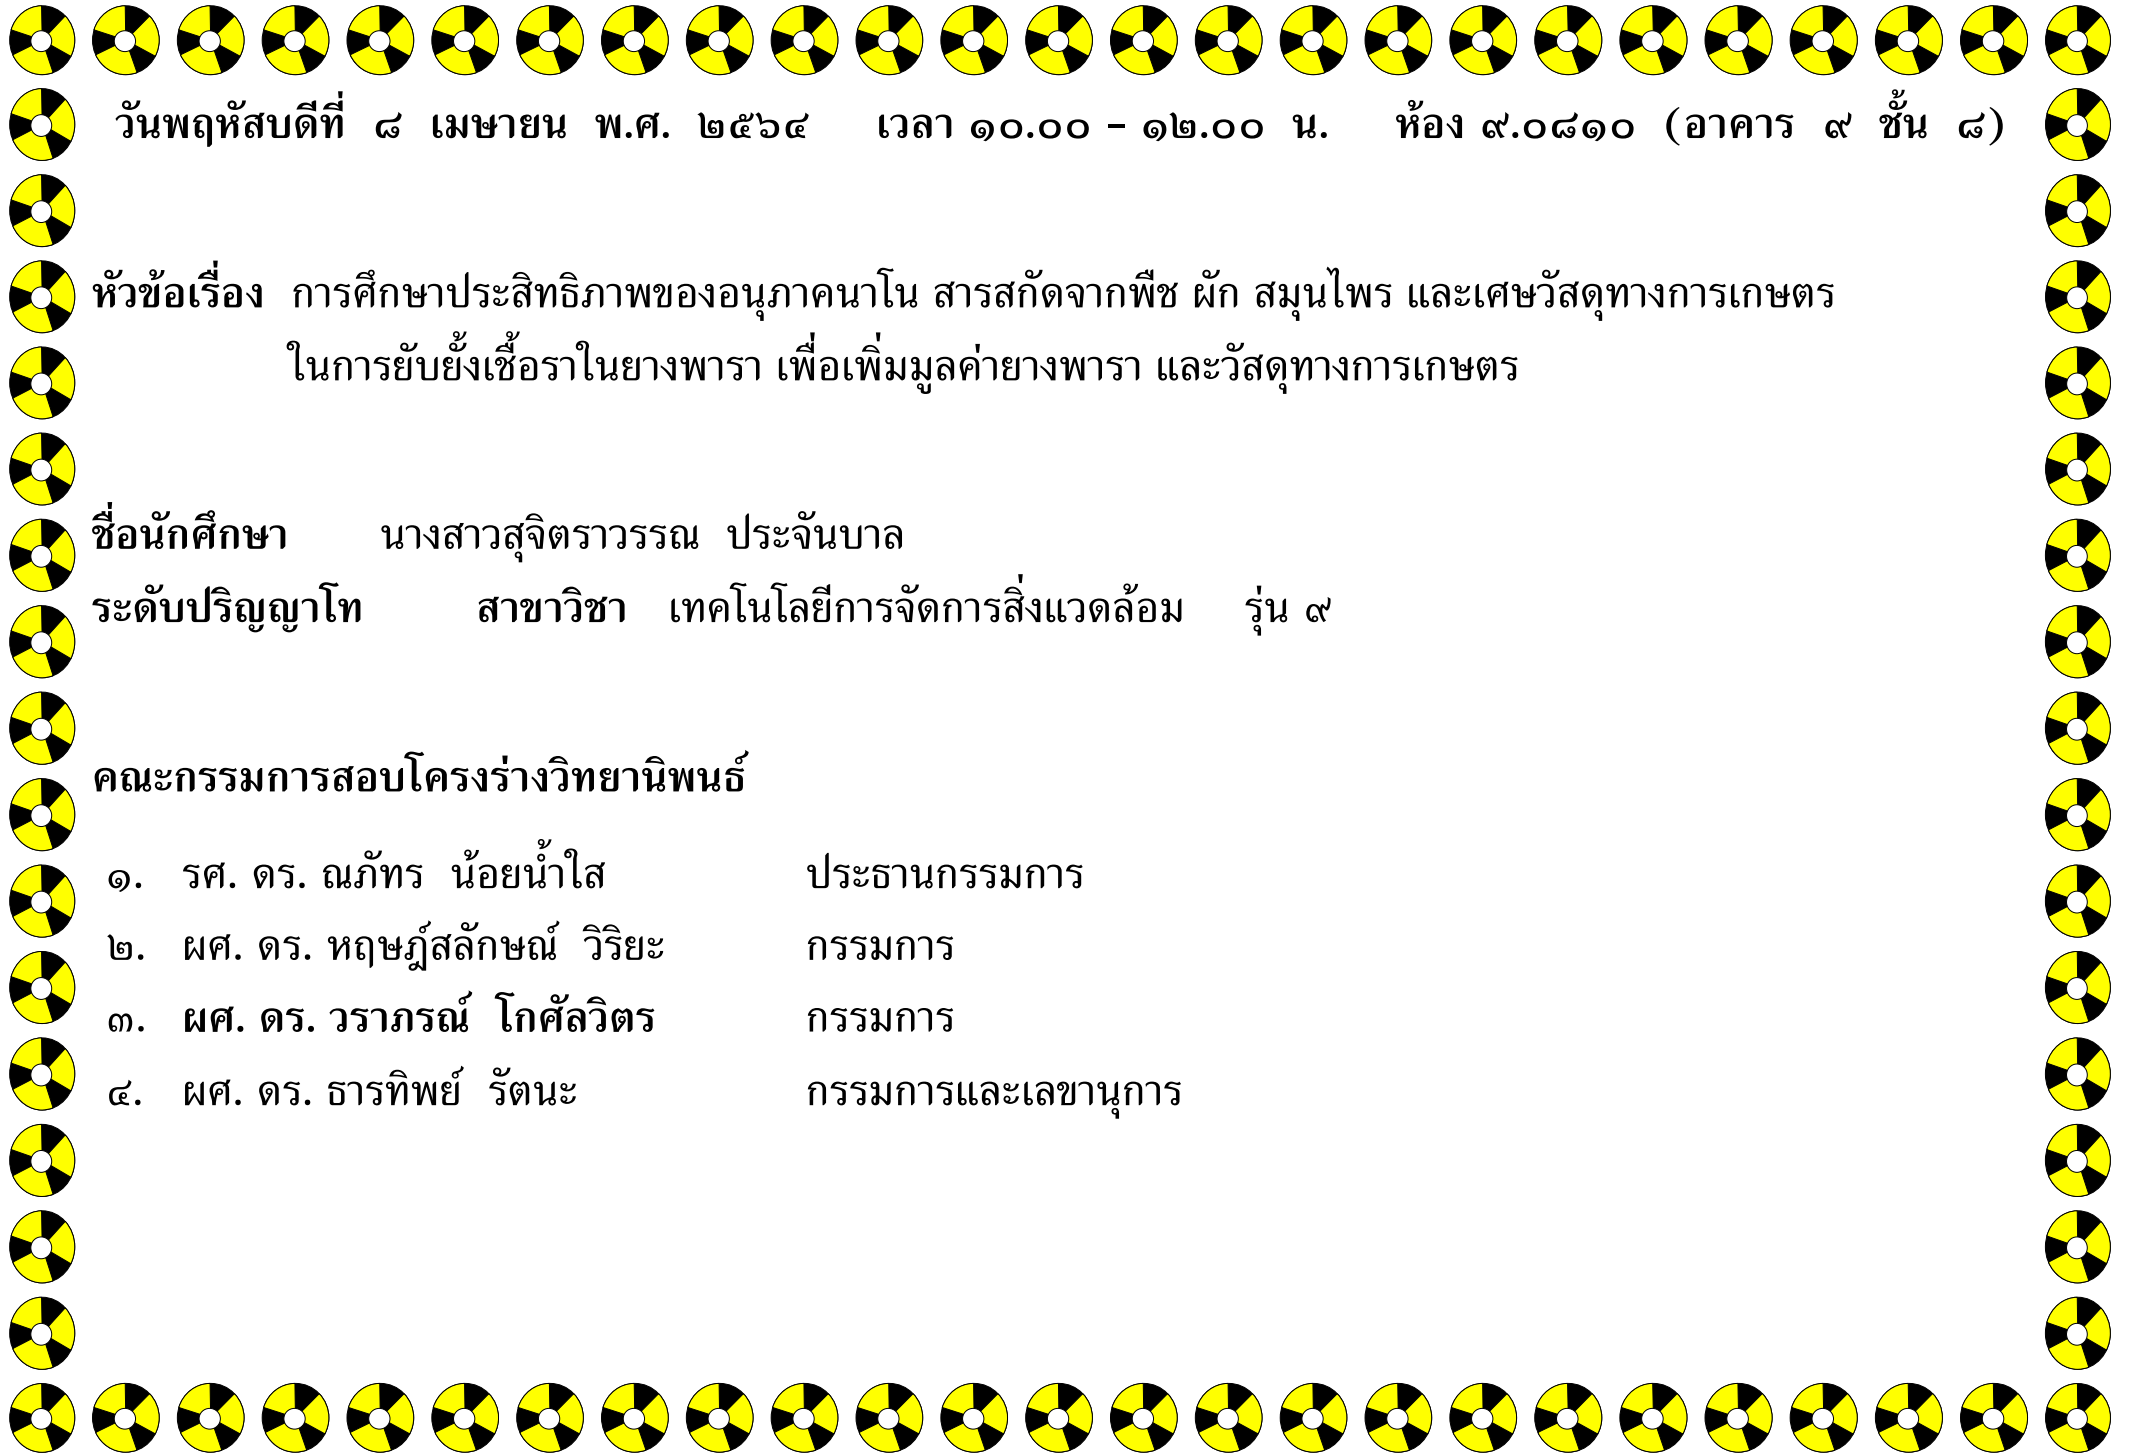 วันพฤหัสบดีที่ ๘ เมษายน พ.ศ. ๒๕๖๔ เวลา ๑๐.๐๐ - ๑๒.๐๐ น. ห้อง ๙.๐๘๑๐ (อาคาร ๙ ชั้น ๘)
หัวข้อเรื่อง การศึกษาประสิทธิภาพของอนุภาคนาโน สารสกัดจากพืช ผัก สมุนไพร และเศษวัสดุทางการเกษตร
ในการยับยั้งเชื้อราในยางพารา เพื่อเพิ่มมูลค่ายางพารา และวัสดุทางการเกษตร
ชื่อนักศึกษา นางสาวสุจิตราวรรณ ประจันบาล
ระดับปริญญาโท สาขาวิชา เทคโนโลยีการจัดการสิ่งแวดล้อม รุ่น ๙
คณะกรรมการสอบโครงร่างวิทยานิพนธ์
๑. รศ. ดร. ณภัทร น้อยน้ำใส ประธานกรรมการ
๒. ผศ. ดร. หฤษฎ์สลักษณ์ วิริยะ กรรมการ
๓. ผศ. ดร. วราภรณ์ โกศัลวิตร กรรมการ
๔. ผศ. ดร. ธารทิพย์ รัตนะ กรรมการและเลขานุการ